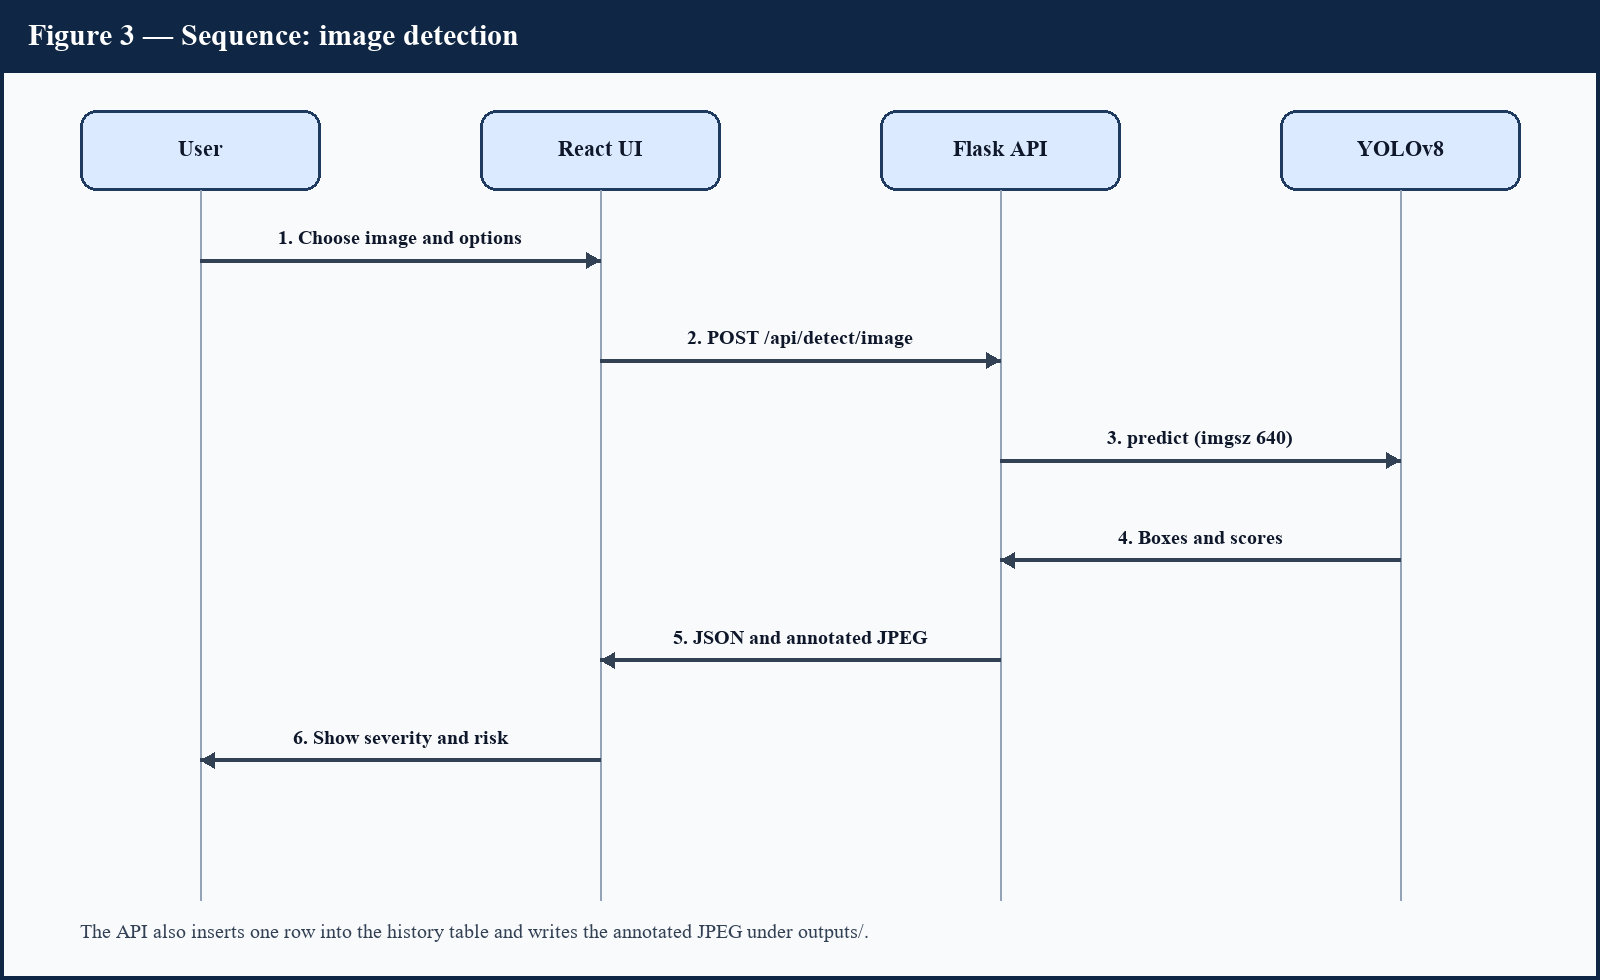 Figure 3 — Sequence: image detection
User
React UI
Flask API
YOLOv8
1. Choose image and options
2. POST /api/detect/image
3. predict (imgsz 640)
4. Boxes and scores
5. JSON and annotated JPEG
6. Show severity and risk
The API also inserts one row into the history table and writes the annotated JPEG under outputs/.